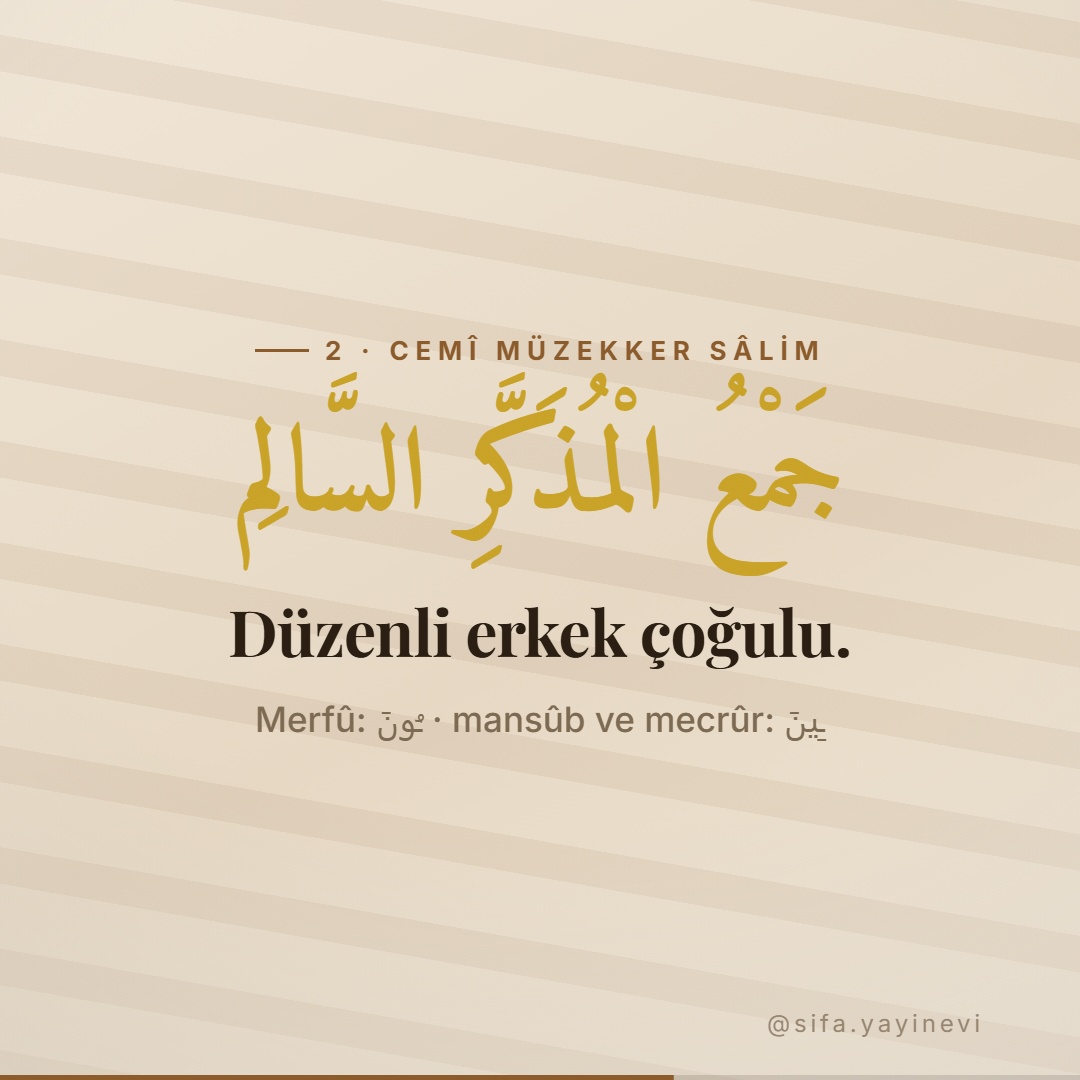 2 · CEMÎ MÜZEKKER SÂLİM
جَمْعُ الْمُذَكَّرِ السَّالِمِ
Düzenli erkek çoğulu.
Merfû: ـُونَ · mansûb ve mecrûr: ـِينَ
@sifa.yayinevi